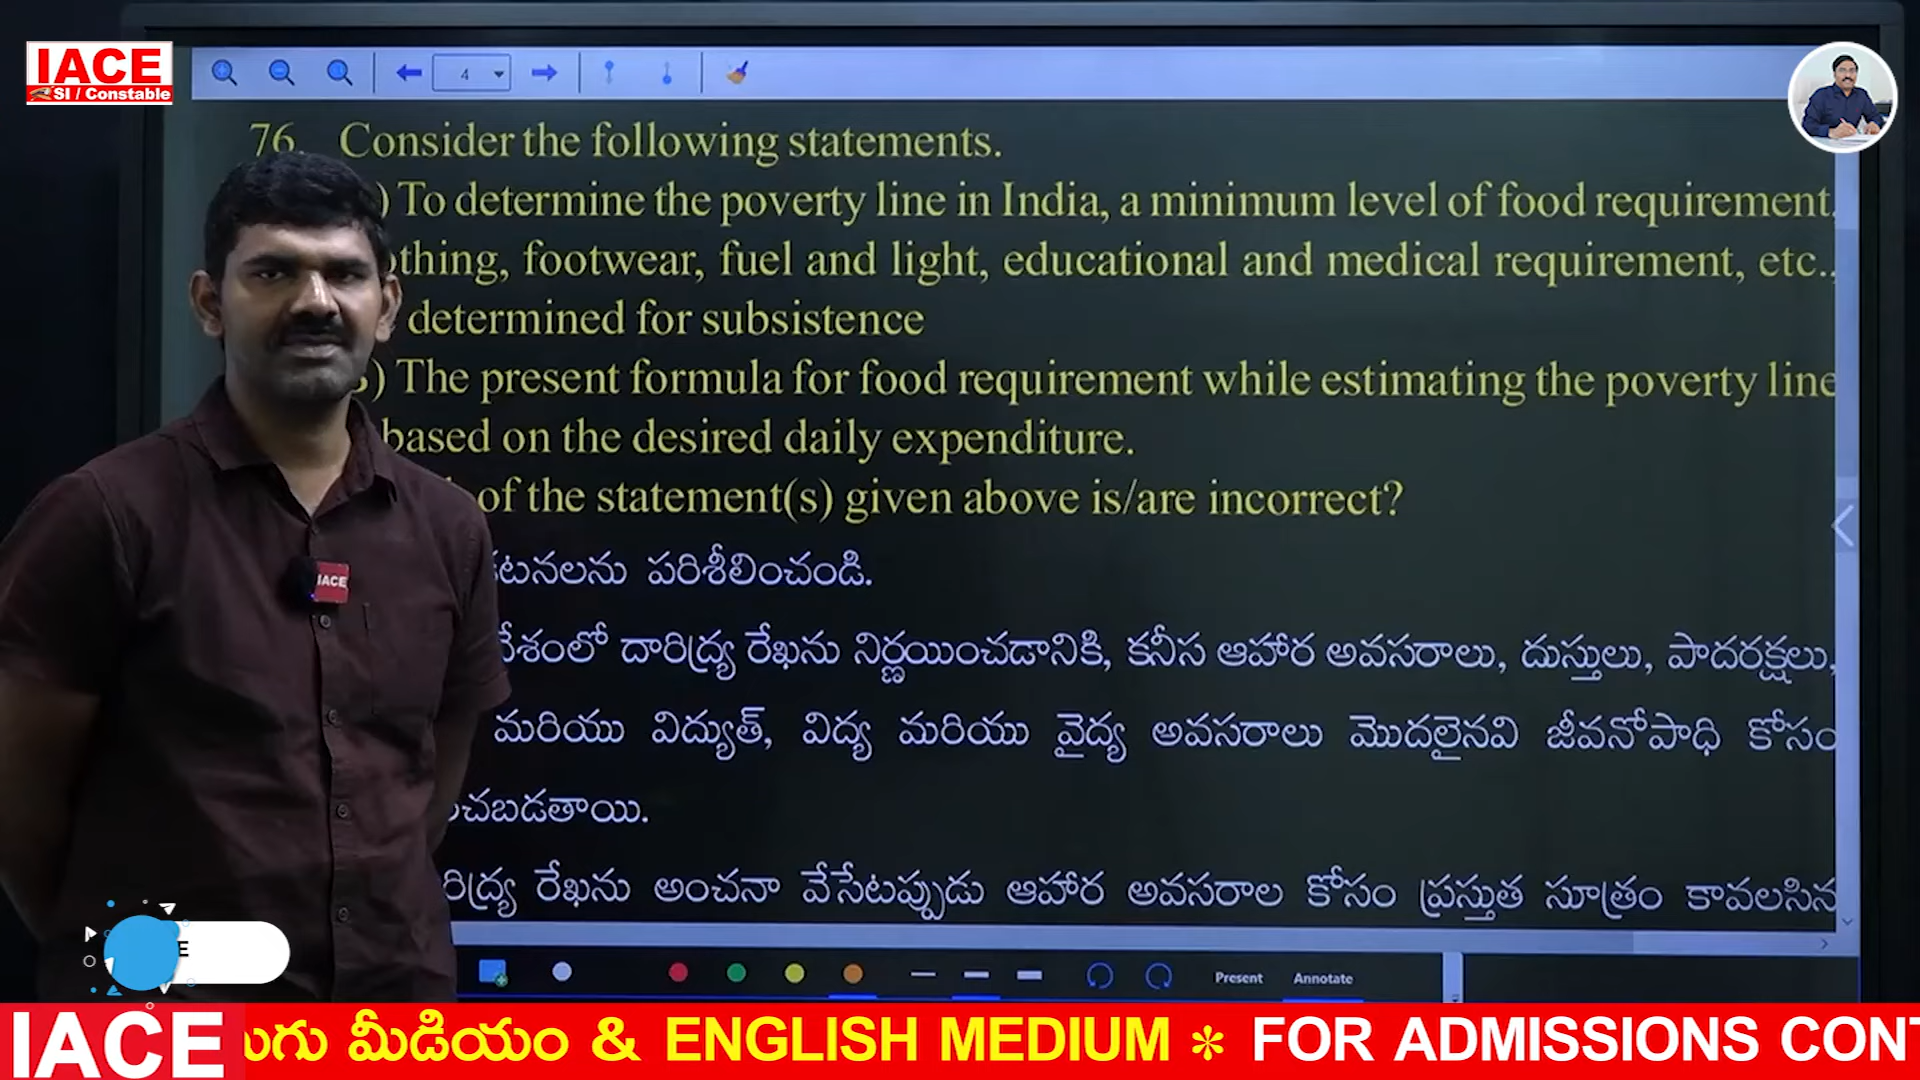 IACE
SI / Constable
4
76. Consider the following statements.
) To determine the poverty line in India, a minimum level of food requirement,
othing, footwear, fuel and light, educational and medical requirement, etc.,
determined for subsistence
) The present formula for food requirement while estimating the poverty line
based on the desired daily expenditure.
of the statement(s) given above is/are incorrect?
పరిశీలించండి.
దారిద్ర్య రేఖను నిర్ణయించడానికి, కనీస ఆహార అవసరాలు, దుస్తులు, పాదరక్షలు,
మరియు విద్యుత్, విద్య మరియు వైద్య అవసరాలు మొదలైనవి జీవనోపాధి కోసం
రేఖను అంచనా వేసేటప్పుడు ఆహార అవసరాల కోసం ప్రస్తుత సూత్రం కావలసిన
IACE
E
Present Annotate
IACE లుగు మీడియం & ENGLISH MEDIUM * FOR ADMISSIONS CONT